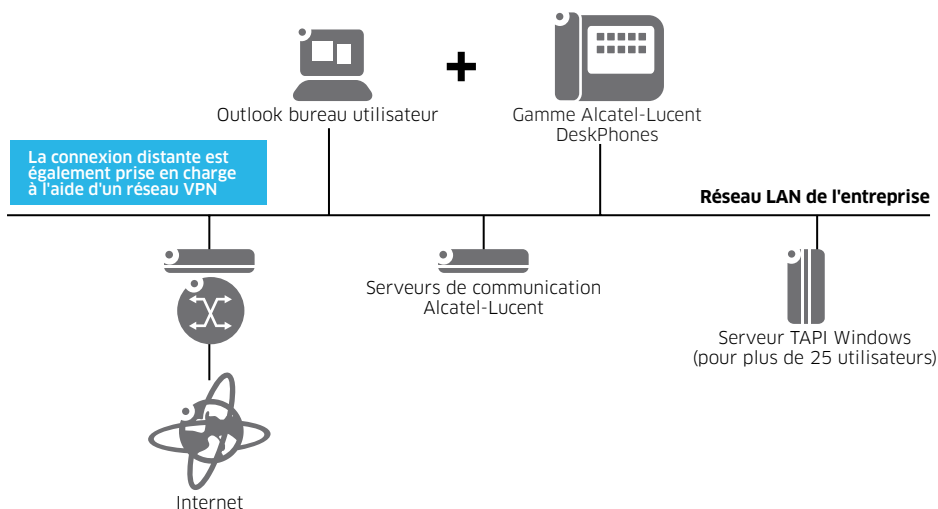 Outlook bureau utilisateur
Gamme Alcatel-Lucent
DeskPhones
La connexion distante est
également prise en charge
à l'aide d'un réseau VPN
Réseau LAN de l'entreprise
Serveurs de communication
Alcatel-Lucent
Serveur TAPI Windows
(pour plus de 25 utilisateurs)
Internet